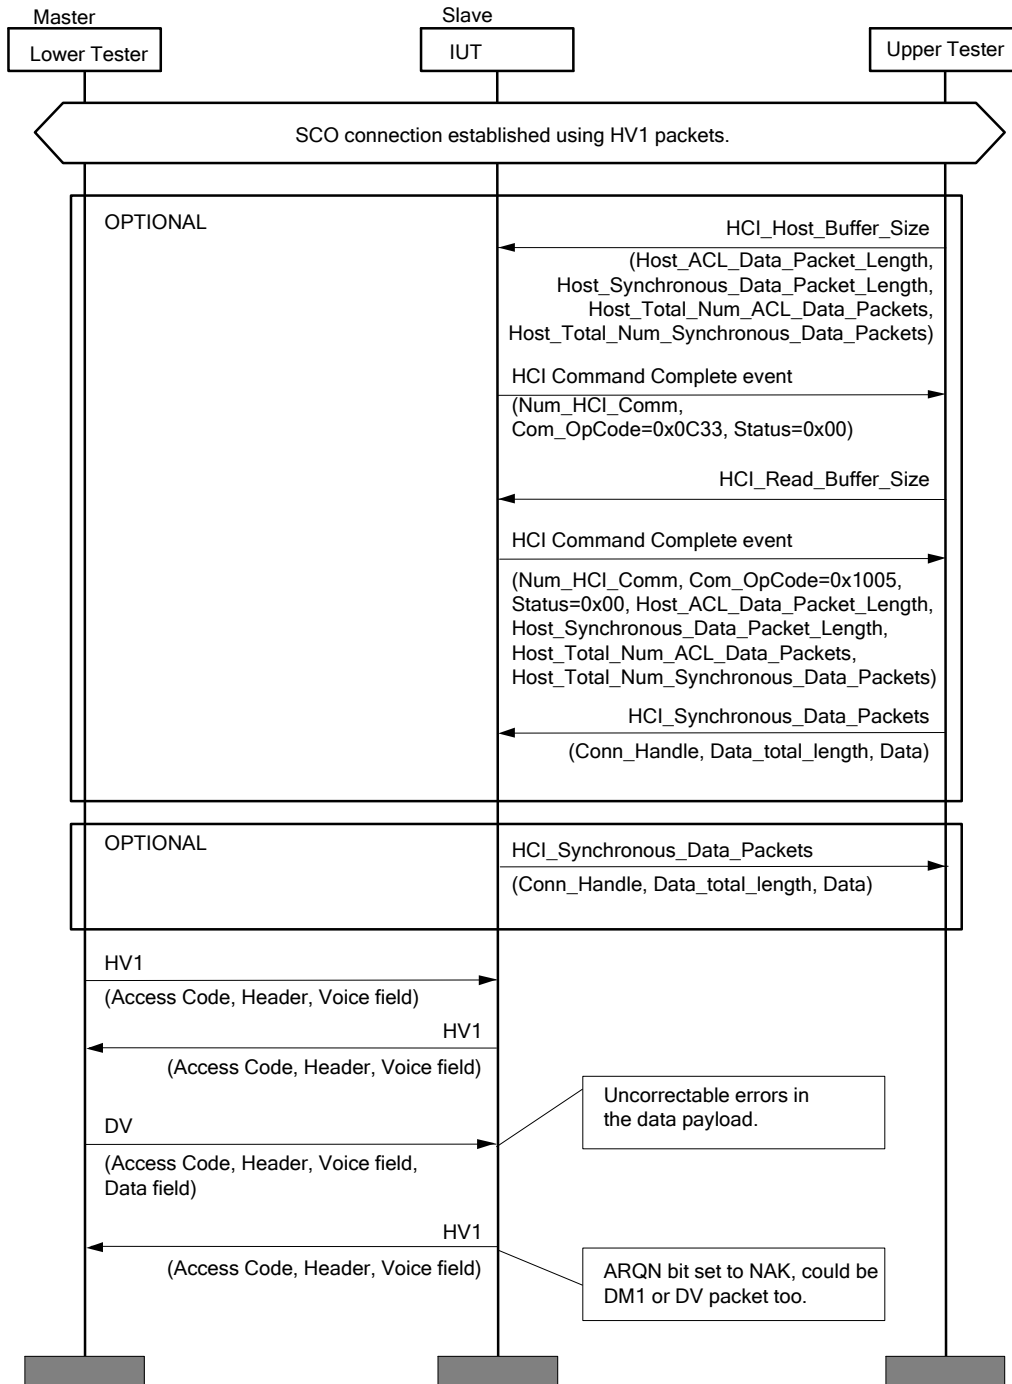 Master
Slave
Lower Tester
IUT
Upper Tester
SCO connection established using HV1 packets.
OPTIONAL
HCI_Host_Buffer_Size
(Host_ACL_Data_Packet_Length,
Host_Synchronous_Data_Packet_Length,
Host_Total_Num_ACL_Data_Packets,
Host_Total_Num_Synchronous_Data_Packets)
HCI Command Complete event
(Num_HCI_Comm,
Com_OpCode=0x0C33, Status=0x00)
HCI_Read_Buffer_Size
HCI Command Complete event
(Num_HCI_Comm, Com_OpCode=0x1005,
Status=0x00, Host_ACL_Data_Packet_Length,
Host_Synchronous_Data_Packet_Length,
Host_Total_Num_ACL_Data_Packets,
Host_Total_Num_Synchronous_Data_Packets)
HCI_Synchronous_Data_Packets
(Conn_Handle, Data_total_length, Data)
OPTIONAL
HCI_Synchronous_Data_Packets
(Conn_Handle, Data_total_length, Data)
HV1
(Access Code, Header, Voice field)
HV1
(Access Code, Header, Voice field)
Uncorrectable errors in
the data payload.
DV
(Access Code, Header, Voice field,
Data field)
HV1
(Access Code, Header, Voice field)
ARQN bit set to NAK, could be
DM1 or DV packet too.